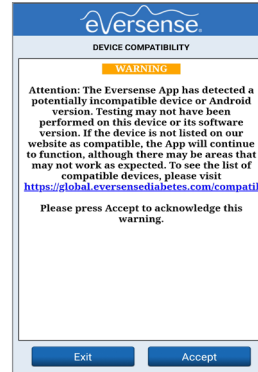 eversense.
DEVICE COMPATIBILITY
WARNING
Attention: The Eversense App has detected a
potentially incompatible device or Android
version. Testing may not have been
performed on this device or its software
version. If the device is not listed on our
website as compatible, the App will continue
to function, although there may be areas that
may not work as expected. To see the list of
compatible devices, please visit
https://global.eversensediabetes.com/compatil
Please press Accept to acknowledge this
warning.
Exit
Accept